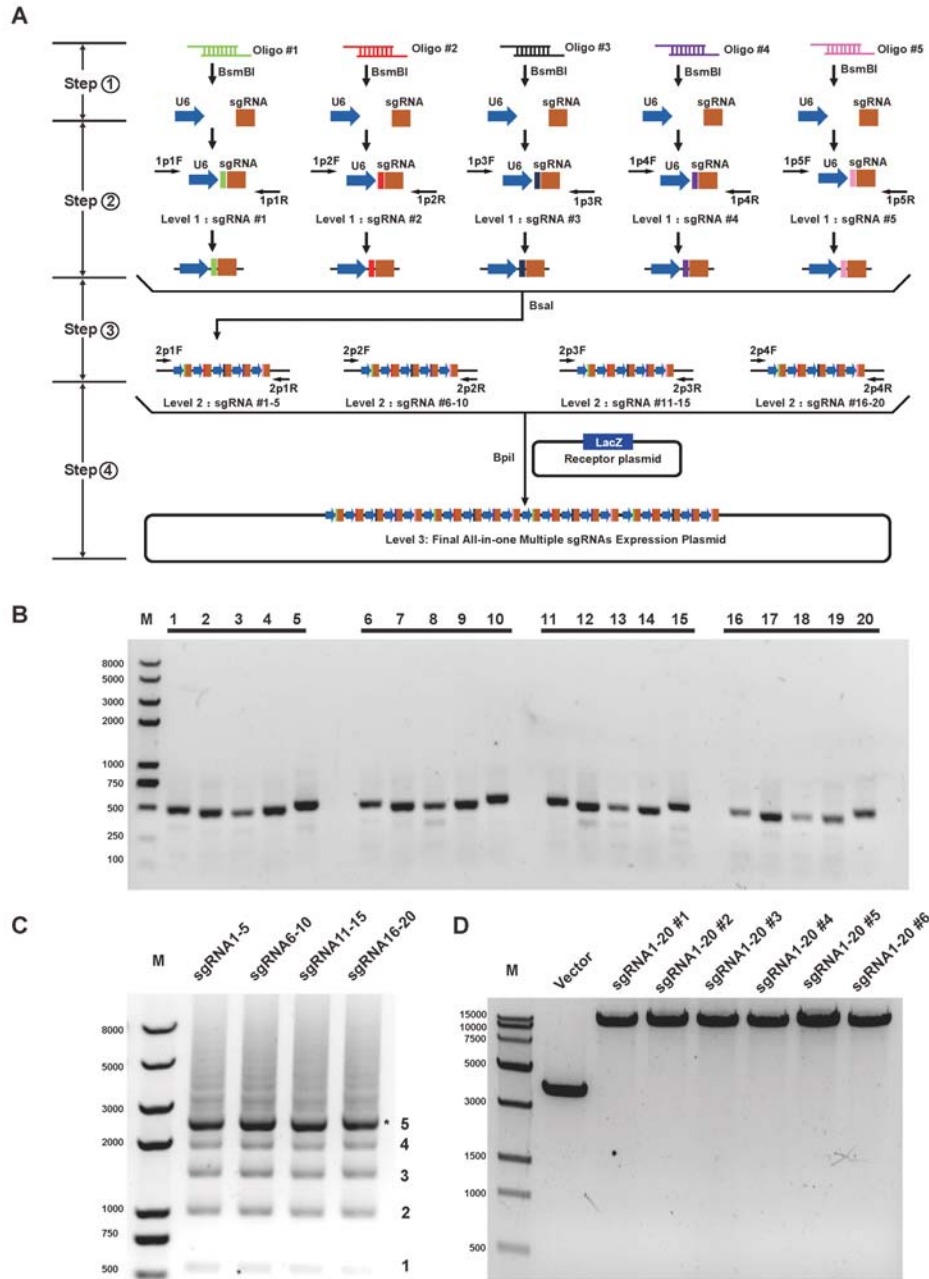 A
Step ①
Oligo #1
Oligo #2
Oligo #3
Oligo #4
Oligo #5
BsmBI
BsmBI
BsmBI
BsmBI
BsmBI
U6 sgRNA
U6 sgRNA
U6 sgRNA
U6 sgRNA
U6 sgRNA
Step ②
1p1F U6 sgRNA 1p1R
1p2F U6 sgRNA 1p2R
1p3F U6 sgRNA 1p3R
1p4F U6 sgRNA 1p4R
1p5F U6 sgRNA 1p5R
Level 1 : sgRNA #1
Level 1 : sgRNA #2
Level 1 : sgRNA #3
Level 1 : sgRNA #4
Level 1 : sgRNA #5
Step ③
BsaI
2p1F 2p1R
2p2F 2p2R
2p3F 2p3R
2p4F 2p4R
Level 2 : sgRNA #1-5
Level 2 : sgRNA #6-10
Level 2 : sgRNA #11-15
Level 2 : sgRNA #16-20
Step ④
BpiI
LacZ
Receptor plasmid
Level 3: Final All-in-one Multiple sgRNAs Expression Plasmid
B
M 1 2 3 4 5 6 7 8 9 10 11 12 13 14 15 16 17 18 19 20
8000
5000
3000
2000
1000
750
500
250
100
C
M sgRNA1-5 sgRNA6-10 sgRNA11-15 sgRNA16-20
8000
5000
3000
2000
1000
750
500
* 5
4
3
2
1
D
M Vector sgRNA1-20 #1 sgRNA1-20 #2 sgRNA1-20 #3 sgRNA1-20 #4 sgRNA1-20 #5 sgRNA1-20 #6
15000
10000
7500
5000
3000
1500
1000
500